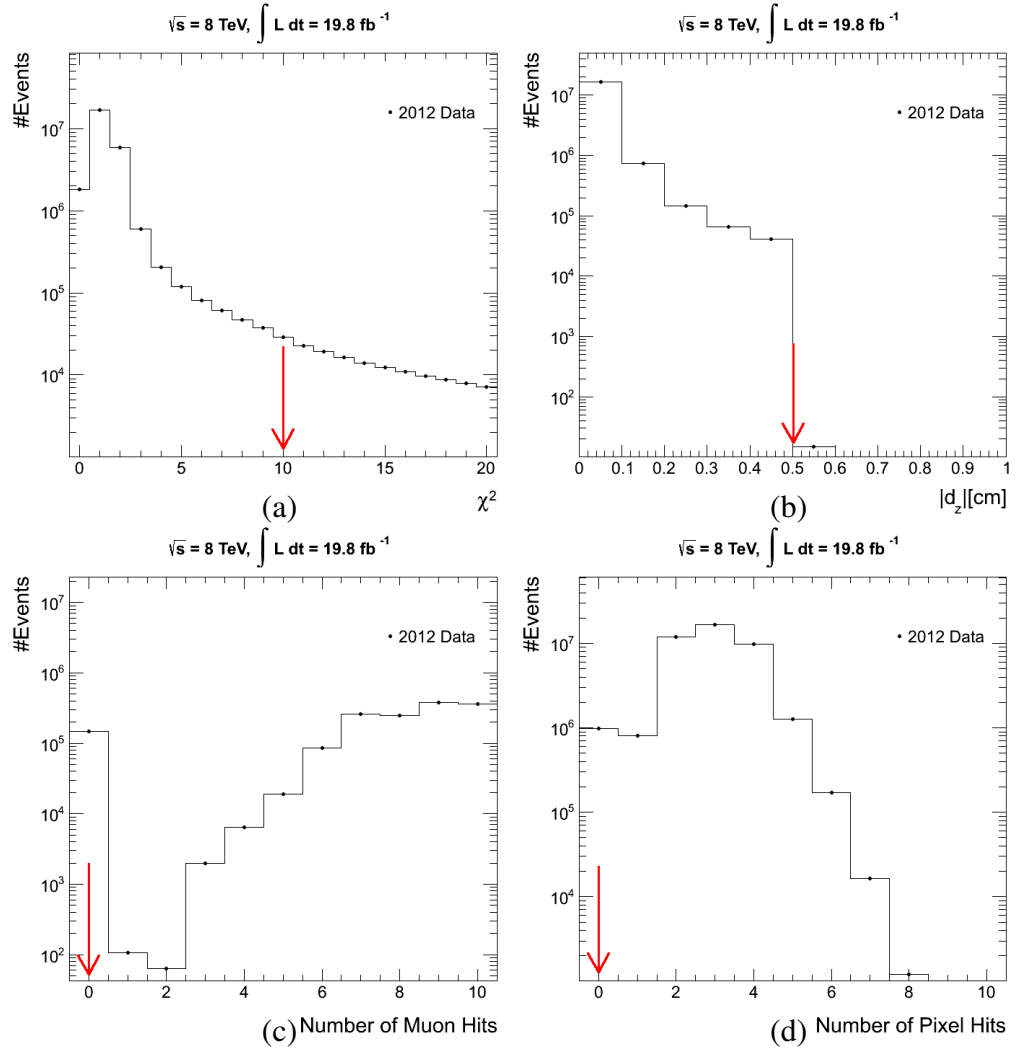 √s = 8 TeV, ∫ L dt = 19.8 fb⁻¹
#Events
• 2012 Data
10⁷
10⁶
10⁵
10⁴
0 5 10 15 20
χ²
(a)
√s = 8 TeV, ∫ L dt = 19.8 fb⁻¹
#Events
• 2012 Data
10⁷
10⁶
10⁵
10⁴
10³
10²
0 0.1 0.2 0.3 0.4 0.5 0.6 0.7 0.8 0.9 1
|d_z|[cm]
(b)
√s = 8 TeV, ∫ L dt = 19.8 fb⁻¹
#Events
• 2012 Data
10⁷
10⁶
10⁵
10⁴
10³
10²
0 2 4 6 8 10
(c) Number of Muon Hits
√s = 8 TeV, ∫ L dt = 19.8 fb⁻¹
#Events
• 2012 Data
10⁷
10⁶
10⁵
10⁴
0 2 4 6 8 10
(d) Number of Pixel Hits